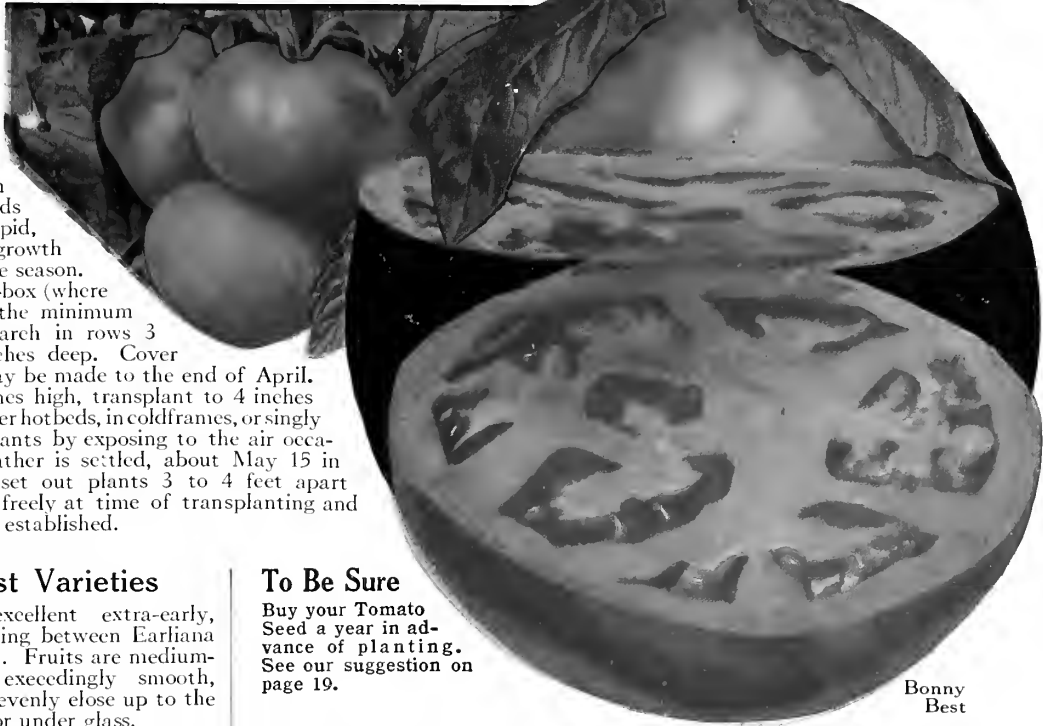 ds
pid,
growth
e season.
box (where
the minimum
arch in rows 3
ches deep. Cover
ay be made to the end of April.
nes high, transplant to 4 inches
er hotbeds, in coldframes, or singly
ants by exposing to the air occa-
ather is settled, about May 15 in
set out plants 3 to 4 feet apart
freely at time of transplanting and
established.
st Varieties
excellent extra-early,
ing between Earliana
. Fruits are medium-
exceedingly smooth,
evenly close up to the
or under glass.
To Be Sure
Buy your Tomato
Seed a year in ad-
vance of planting.
See our suggestion on
page 19.
Bonny
Best